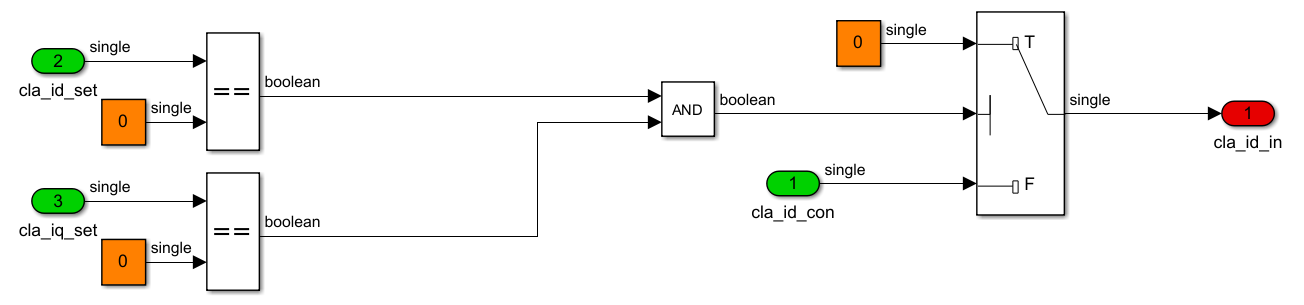 2
single
cla_id_set
0
single
==
boolean
3
single
cla_iq_set
0
single
==
boolean
AND
boolean
0
single
T
1
single
cla_id_con
F
single
1
cla_id_in